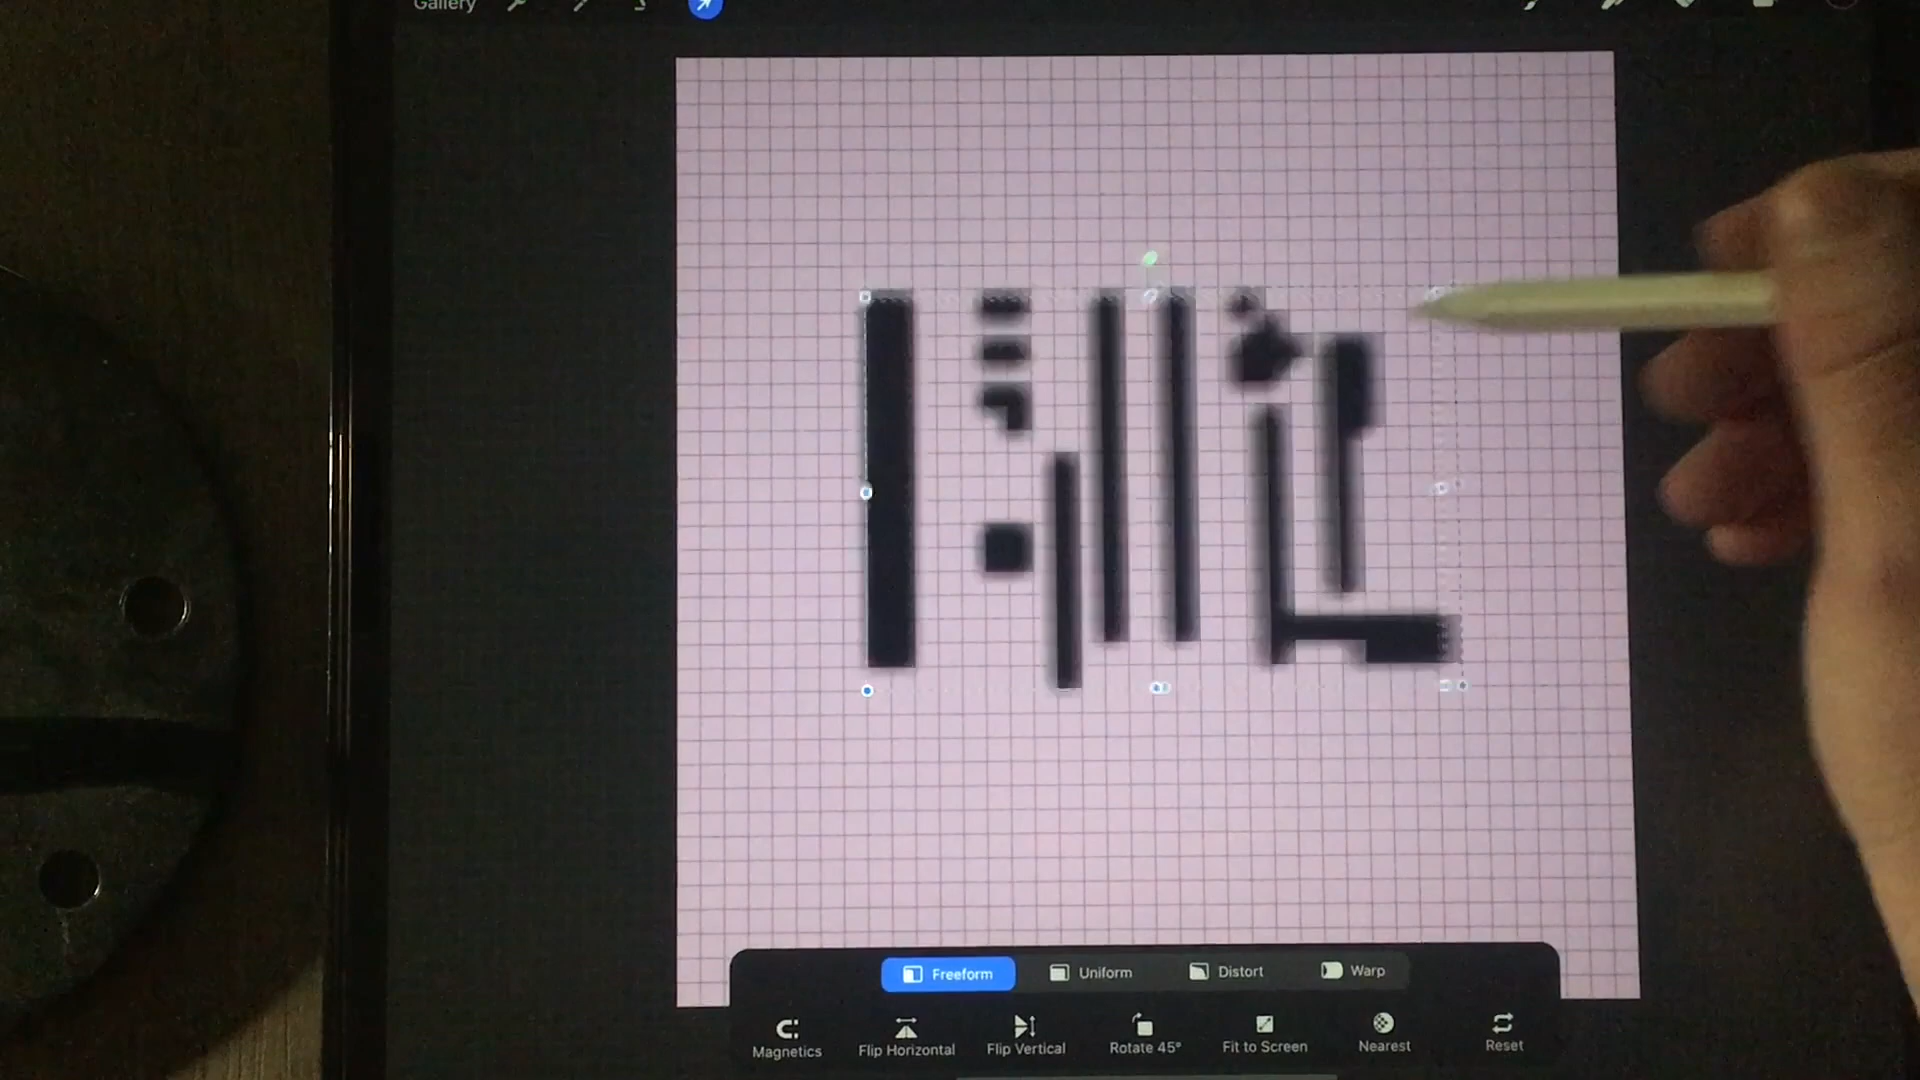 Gallery
Freeform Uniform Distort Warp
Magnetics Flip Horizontal Flip Vertical Rotate 45° Fit to Screen Nearest Reset